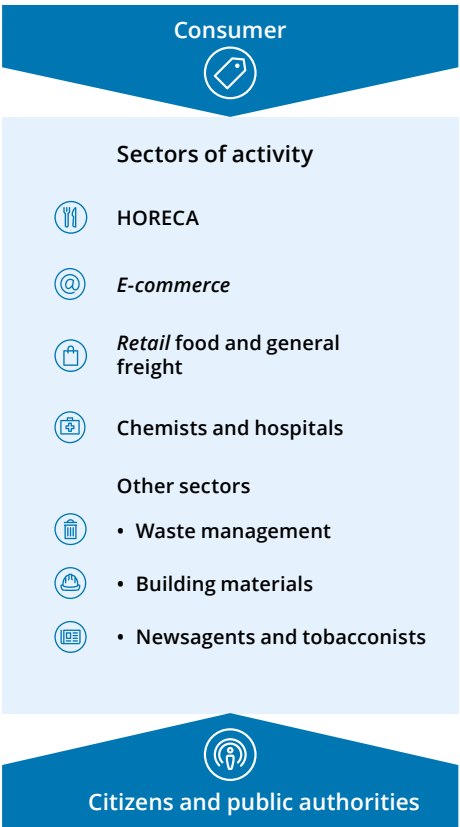 Consumer
Sectors of activity
HORECA
E-commerce
Retail food and general
freight
Chemists and hospitals
Other sectors
• Waste management
• Building materials
• Newsagents and tobacconists
Citizens and public authorities